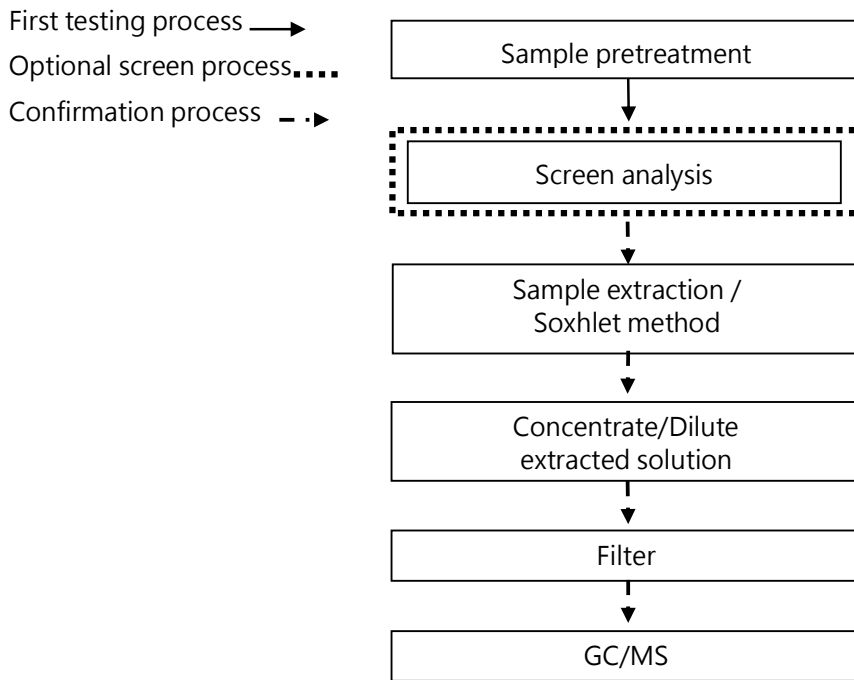 First testing process
Optional screen process
Confirmation process
Sample pretreatment
Screen analysis
Sample extraction /
Soxhlet method
Concentrate/Dilute
extracted solution
Filter
GC/MS